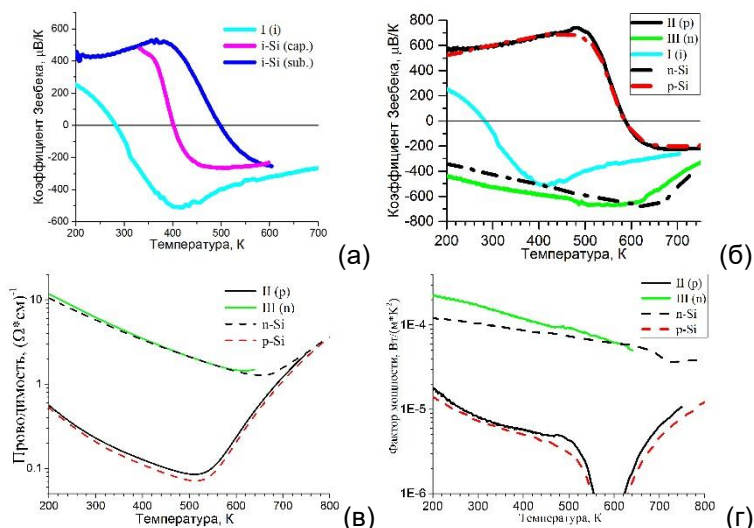 Коэффициент Зеебека, µВ/К
600
400
200
0
-200
-400
-600
200
300
400
500
600
700
Температура, К
I (i)
i-Si (cap.)
i-Si (sub.)
(а)
Коэффициент Зеебека, µВ/К
800
600
400
200
0
-200
-400
-600
-800
200
300
400
500
600
700
Температура, К
II (p)
III (n)
I (i)
n-Si
p-Si
(б)
Проводимость, (Ω*см)⁻¹
10
1
0.1
200
300
400
500
600
700
800
Температура, К
II (p)
III (n)
n-Si
p-Si
(в)
Фактор мощности, Вт/(м*К²)
1E-4
1E-5
1E-6
200
300
400
500
600
700
800
Температура, К
II (p)
III (n)
n-Si
p-Si
(г)